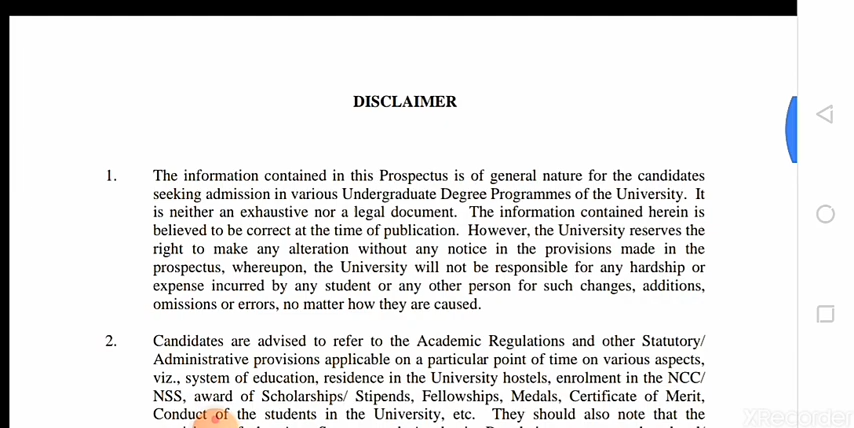 DISCLAIMER
1. The information contained in this Prospectus is of general nature for the candidates
seeking admission in various Undergraduate Degree Programmes of the University. It
is neither an exhaustive nor a legal document. The information contained herein is
believed to be correct at the time of publication. However, the University reserves the
right to make any alteration without any notice in the provisions made in the
prospectus, whereupon, the University will not be responsible for any hardship or
expense incurred by any student or any other person for such changes, additions,
omissions or errors, no matter how they are caused.
2. Candidates are advised to refer to the Academic Regulations and other Statutory/
Administrative provisions applicable on a particular point of time on various aspects,
viz., system of education, residence in the University hostels, enrolment in the NCC/
NSS, award of Scholarships/ Stipends, Fellowships, Medals, Certificate of Merit,
Conduct of the students in the University, etc. They should also note that the
XRecorder